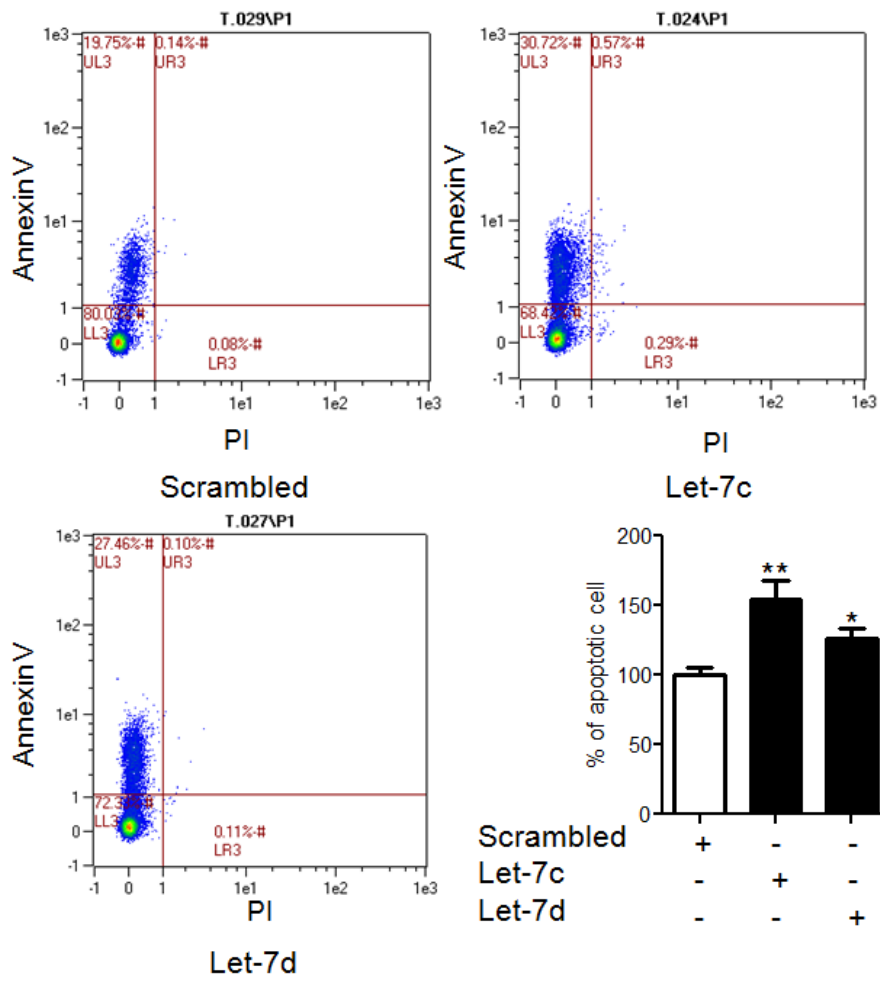 T.029\P1
19.75%-# 0.14%-#
UL3 UR3
1e3
1e2
1e1
1
0
-1
Annexin V
LL3
0.08%-#
LR3
-1 0 1 1e1 1e2 1e3
PI
Scrambled
T.024\P1
30.72%-# 0.57%-#
UL3 UR3
1e3
1e2
1e1
1
0
-1
Annexin V
LL3
0.29%-#
LR3
-1 0 1 1e1 1e2 1e3
PI
Let-7c
T.027\P1
27.46%-# 0.10%-#
UL3 UR3
1e3
1e2
1e1
1
0
-1
Annexin V
LL3
0.11%-#
LR3
-1 0 1 1e1 1e2 1e3
PI
Let-7d
200
150
100
50
0
% of apoptotic cell
**
*
Scrambled + - -
Let-7c - + -
Let-7d - - +